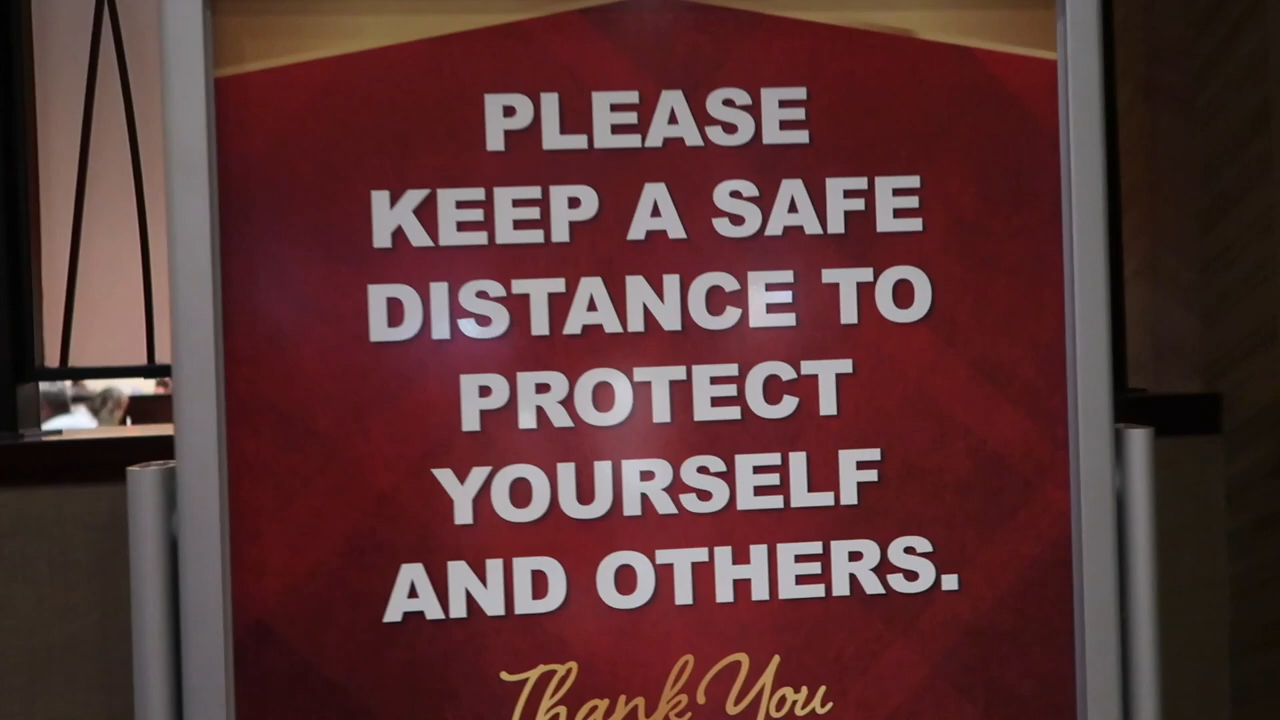 PLEASE
KEEP A SAFE
DISTANCE TO
PROTECT
YOURSELF
AND OTHERS.
Thank You